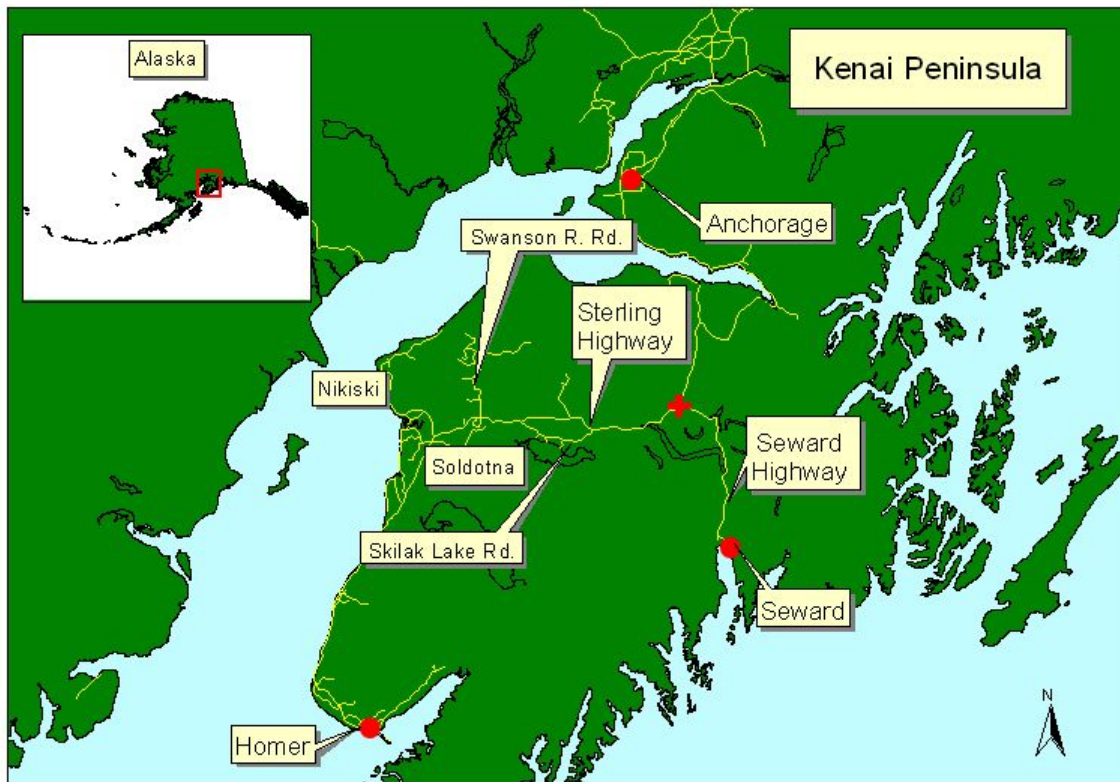 Alaska
Kenai Peninsula
Anchorage
Swanson R. Rd.
Sterling
Highway
Nikiski
Soldotna
Seward
Highway
Skilak Lake Rd.
Seward
Homer
N